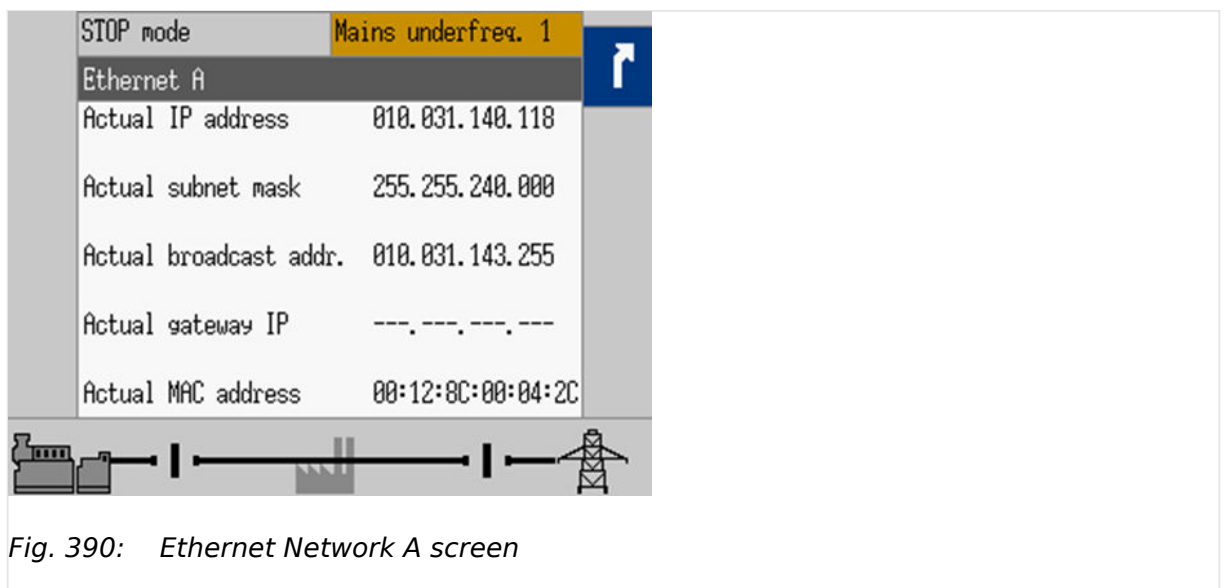 STOP mode Mains underfreq. 1
Ethernet A
Actual IP address 010.031.140.118
Actual subnet mask 255.255.240.000
Actual broadcast addr. 010.031.143.255
Actual gateway IP ---.---.---.---
Actual MAC address 00:12:8C:00:04:2C
Fig. 390: Ethernet Network A screen